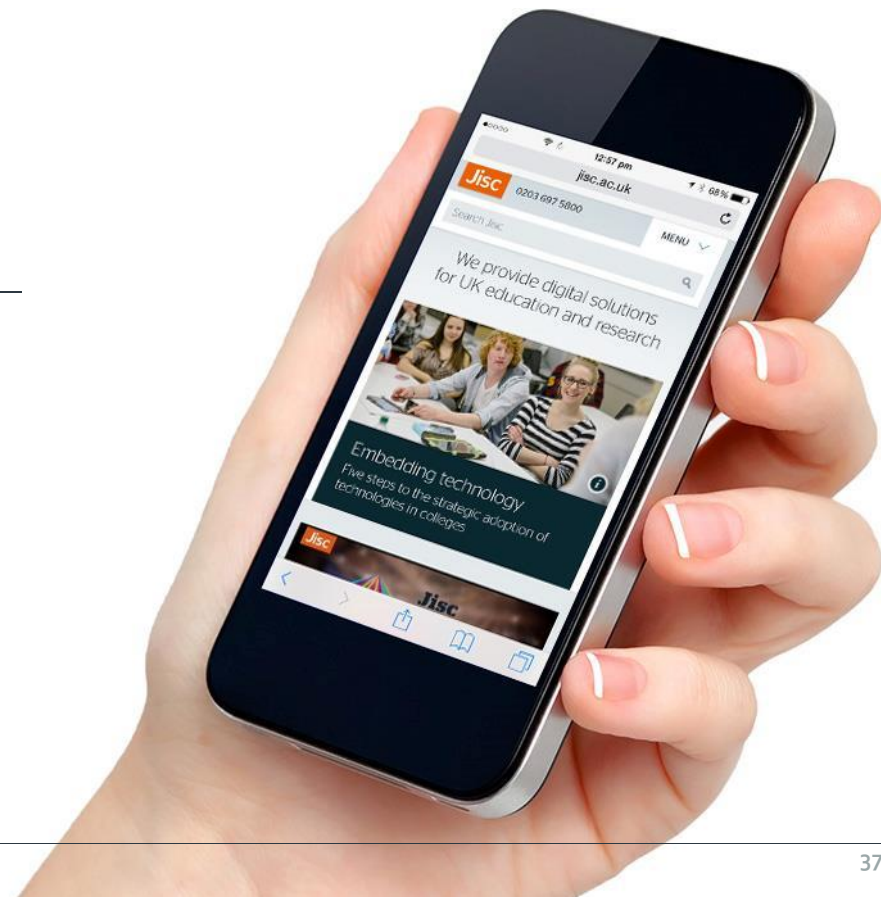 12:57 pm
68%
jisc.ac.uk
Jisc
0203 697 5800
MENU
Search Jisc
We provide digital solutions
for UK education and research
Embedding technology
Five steps to the strategic adoption of
technologies in colleges
Jisc
Jisc
37